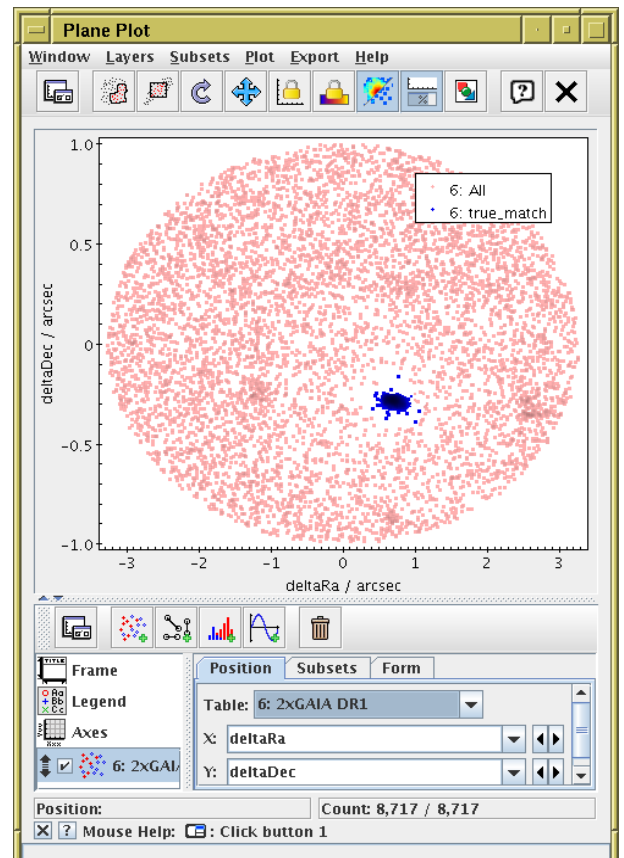 Plane Plot
Window Layers Subsets Plot Export Help
6: All
6: true_match
1.0
0.5
0
-0.5
-1.0
deltaDec / arcsec
-3 -2 -1 0 1 2 3
deltaRa / arcsec
Frame
Legend
Axes
6: 2xGAIA
Position Subsets Form
Table: 6: 2xGAIA DR1
X: deltaRa
Y: deltaDec
Position: Count: 8,717 / 8,717
Mouse Help: : Click button 1